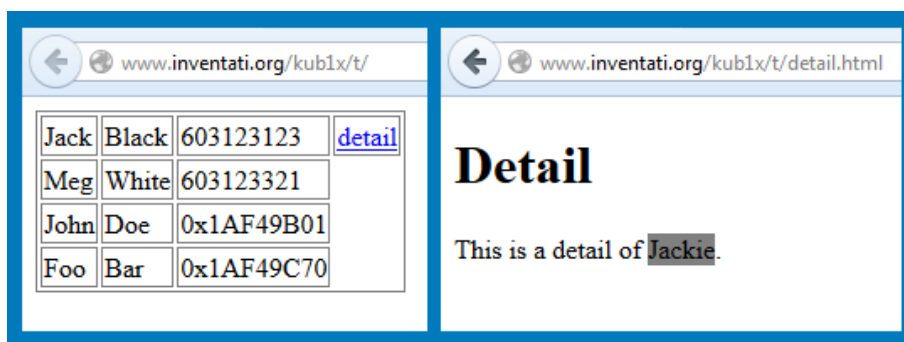 www.inventati.org/kub1x/t/
Jack Black 603123123 detail
Meg White 603123321
John Doe 0x1AF49B01
Foo Bar 0x1AF49C70
www.inventati.org/kub1x/t/detail.html
Detail
This is a detail of Jackie.